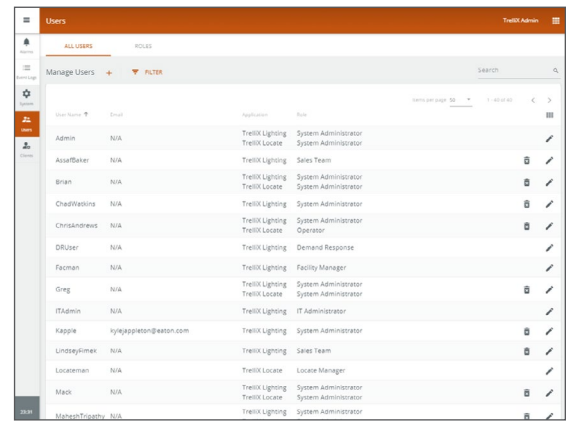 Users
Trellix Admin
ALL USERS ROLES
Alarms
Event Logs
System
Users
Clients
Manage Users + FILTER
Search
Items per page 50
User Name Email Application Role
Admin N/A TrelliX Lighting System Administrator
TrelliX Locate System Administrator
AssafBaker N/A TrelliX Lighting Sales Team
Brian N/A TrelliX Lighting System Administrator
TrelliX Locate System Administrator
ChadWatkins N/A TrelliX Lighting System Administrator
ChrisAndrews N/A TrelliX Lighting System Administrator
TrelliX Locate Operator
DRUser N/A TrelliX Lighting Demand Response
Facman N/A TrelliX Lighting Facility Manager
Greg N/A TrelliX Lighting System Administrator
TrelliX Locate System Administrator
ITAdmin N/A TrelliX Lighting IT Administrator
Kapple kylejappleton@eaton.com TrelliX Lighting System Administrator
LindseyFimek N/A TrelliX Lighting Sales Team
Locateman N/A TrelliX Locate Locate Manager
Mack N/A TrelliX Lighting System Administrator
TrelliX Locate System Administrator
MaheshTripathy N/A TrelliX Lighting System Administrator